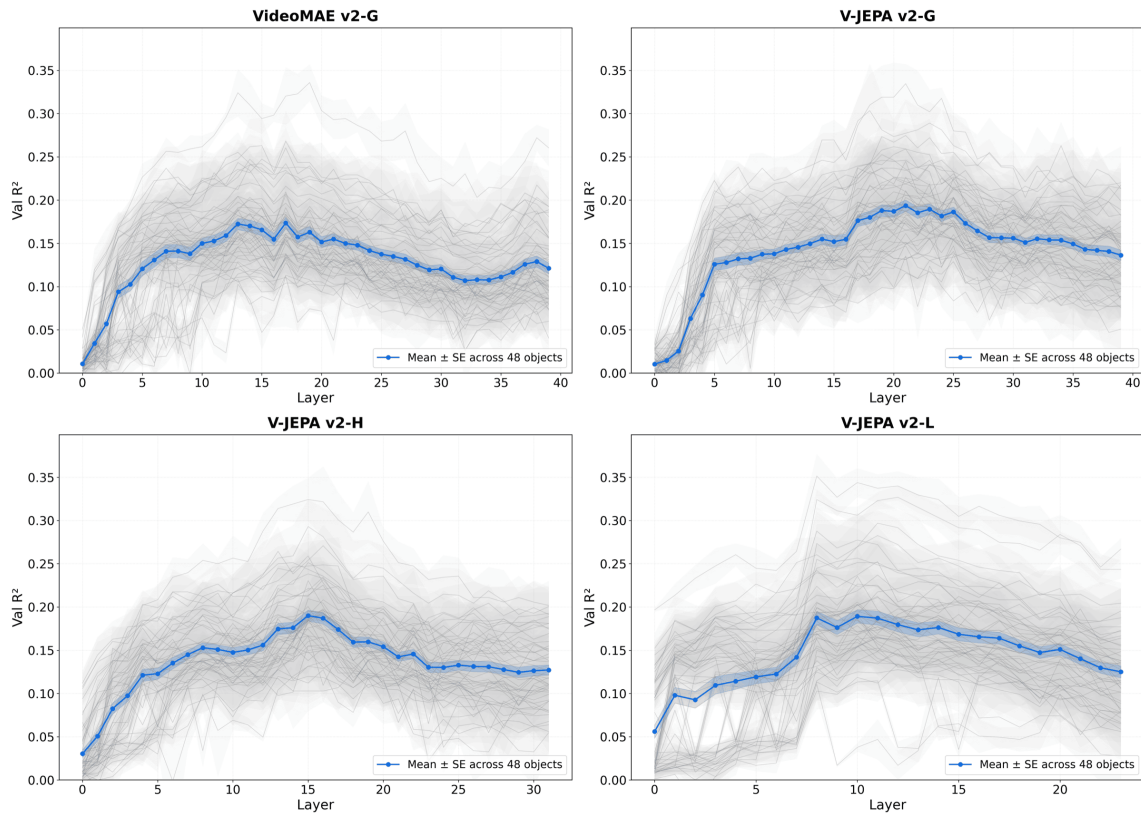 VideoMAE v2-G
Val R²
0.35
0.30
0.25
0.20
0.15
0.10
0.05
0.00
0 5 10 15 20 25 30 35 40
Layer
Mean ± SE across 48 objects
V-JEPA v2-G
Val R²
0.35
0.30
0.25
0.20
0.15
0.10
0.05
0.00
0 5 10 15 20 25 30 35 40
Layer
Mean ± SE across 48 objects
V-JEPA v2-H
Val R²
0.35
0.30
0.25
0.20
0.15
0.10
0.05
0.00
0 5 10 15 20 25 30
Layer
Mean ± SE across 48 objects
V-JEPA v2-L
Val R²
0.35
0.30
0.25
0.20
0.15
0.10
0.05
0.00
0 5 10 15 20
Layer
Mean ± SE across 48 objects